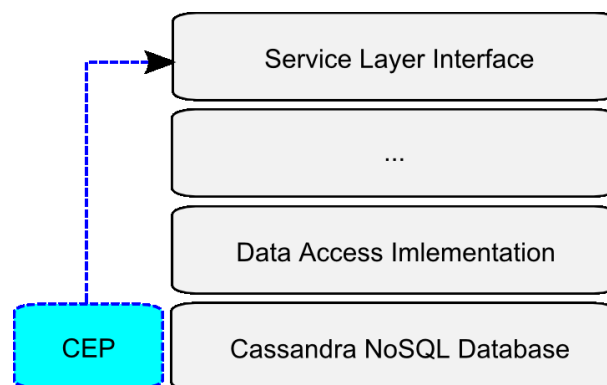 Service Layer Interface
...
Data Access Imlementation
CEP
Cassandra NoSQL Database